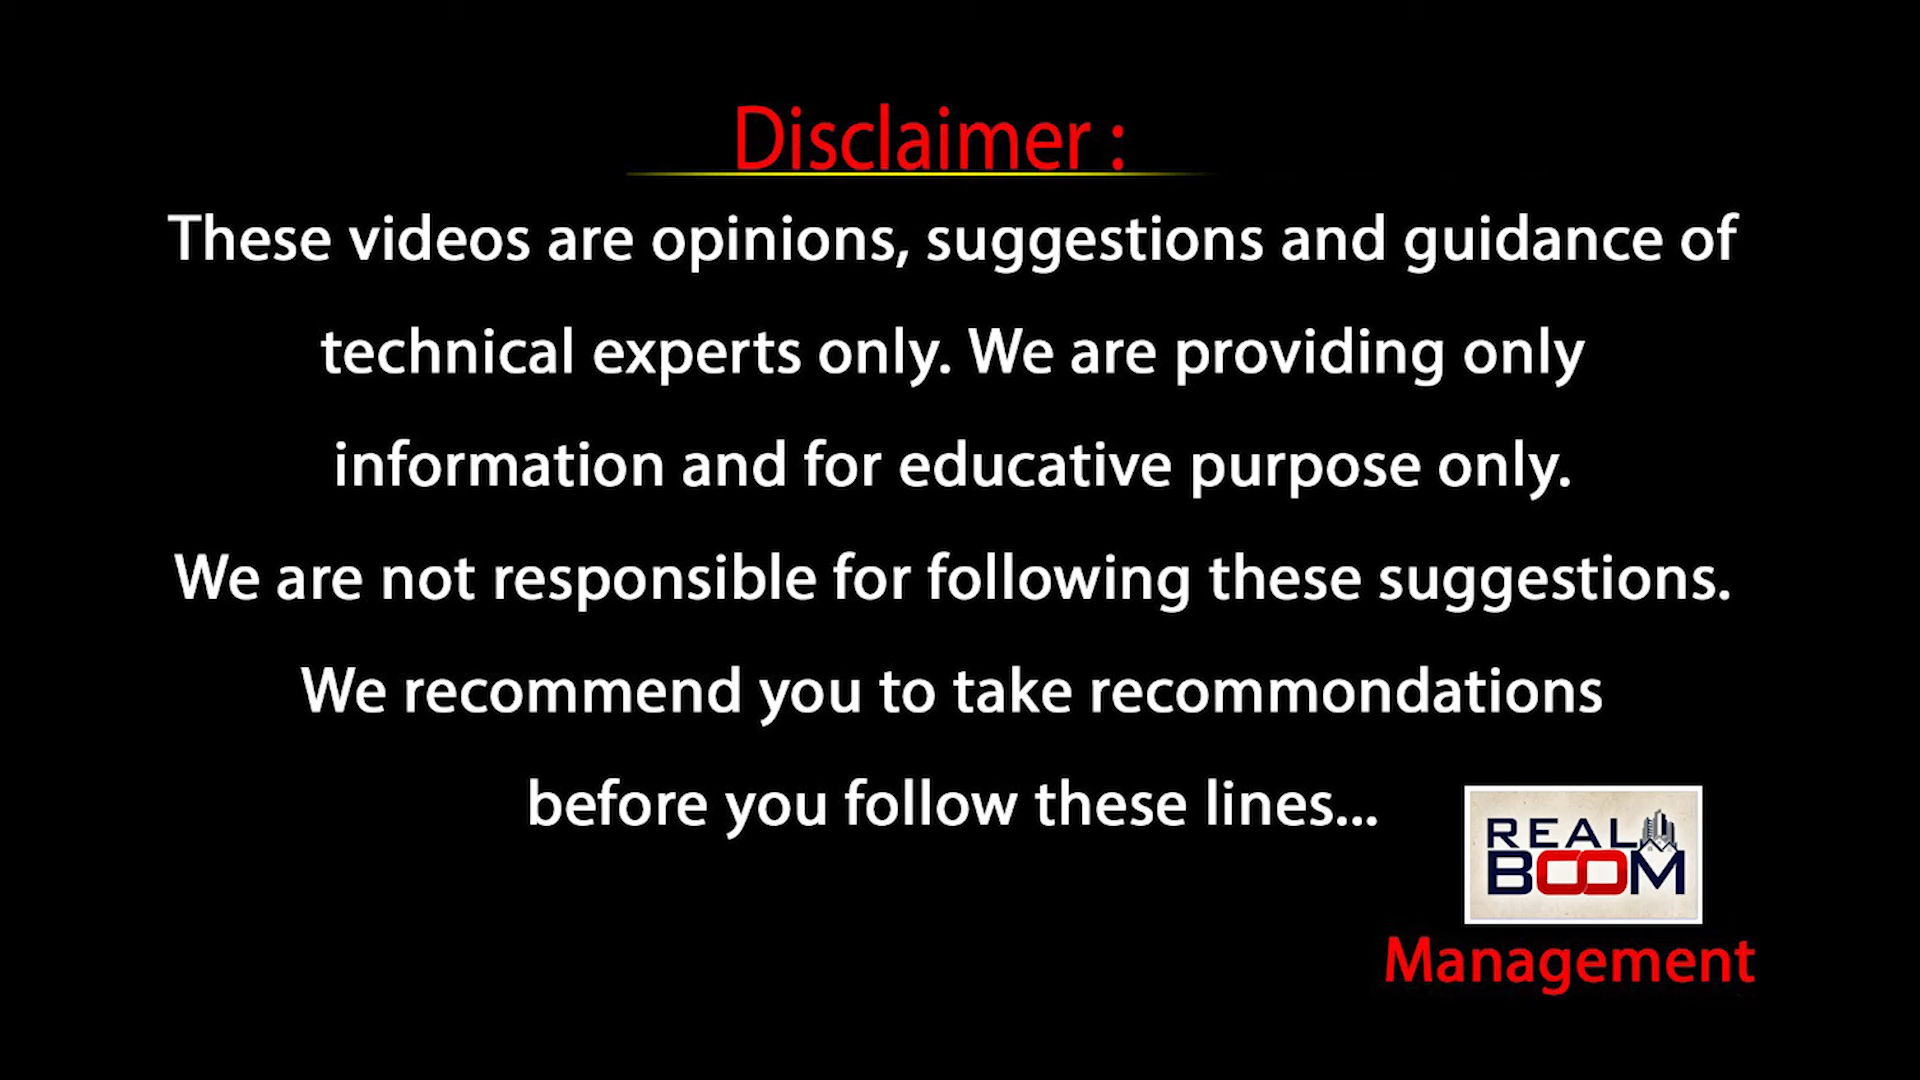 Disclaimer :
These videos are opinions, suggestions and guidance of
technical experts only. We are providing only
information and for educative purpose only.
We are not responsible for following these suggestions.
We recommend you to take recommondations
before you follow these lines...
REAL
BOOM
Management